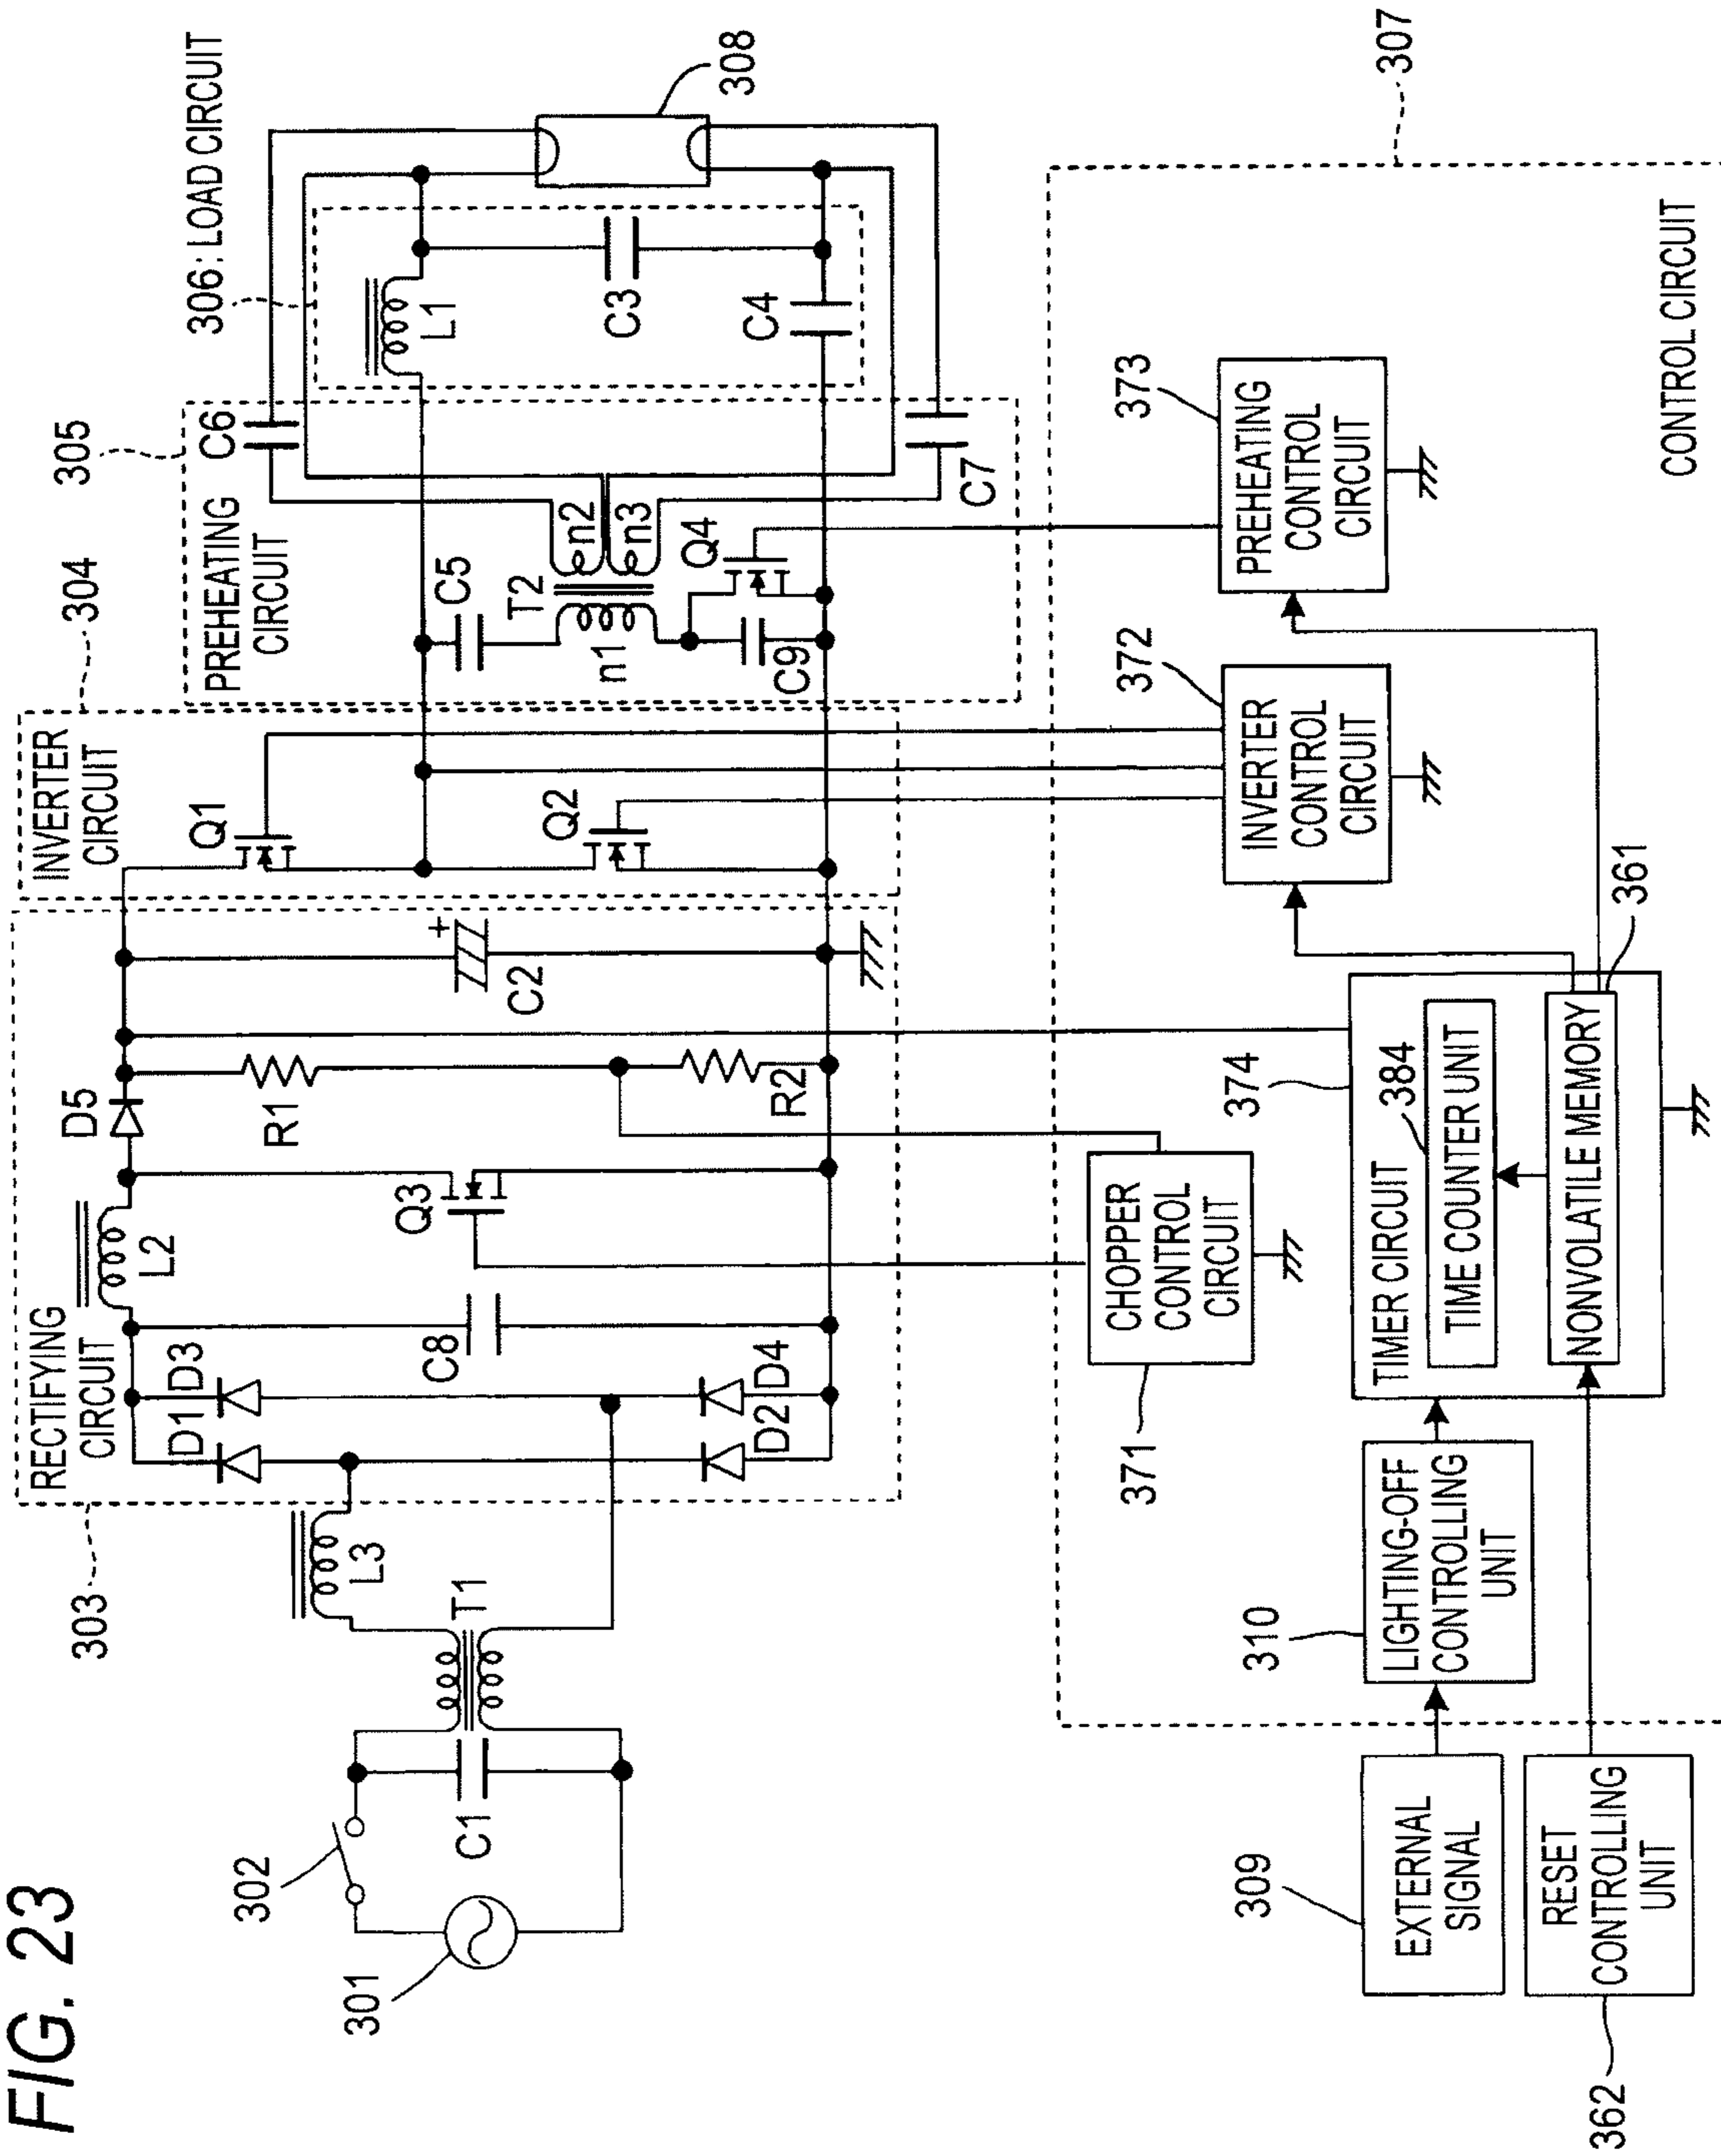 FIG. 23
303
RECTIFYING
CIRCUIT
304
INVERTER
CIRCUIT
305
PREHEATING
CIRCUIT
306: LOAD CIRCUIT
301
302
C1
T1
L3
D1
D3
D2
D4
C8
L2
Q3
D5
R1
R2
C2
+
Q1
Q2
C5
T2
n1
n2
n3
C9
Q4
C6
C7
L1
C3
C4
308
307
309
EXTERNAL
SIGNAL
362
RESET
CONTROLLING
UNIT
310
LIGHTING-OFF
CONTROLLING
UNIT
371
CHOPPER
CONTROL
CIRCUIT
374
TIMER CIRCUIT
384
TIME COUNTER UNIT
NONVOLATILE MEMORY
361
372
INVERTER
CONTROL
CIRCUIT
373
PREHEATING
CONTROL
CIRCUIT
CONTROL CIRCUIT